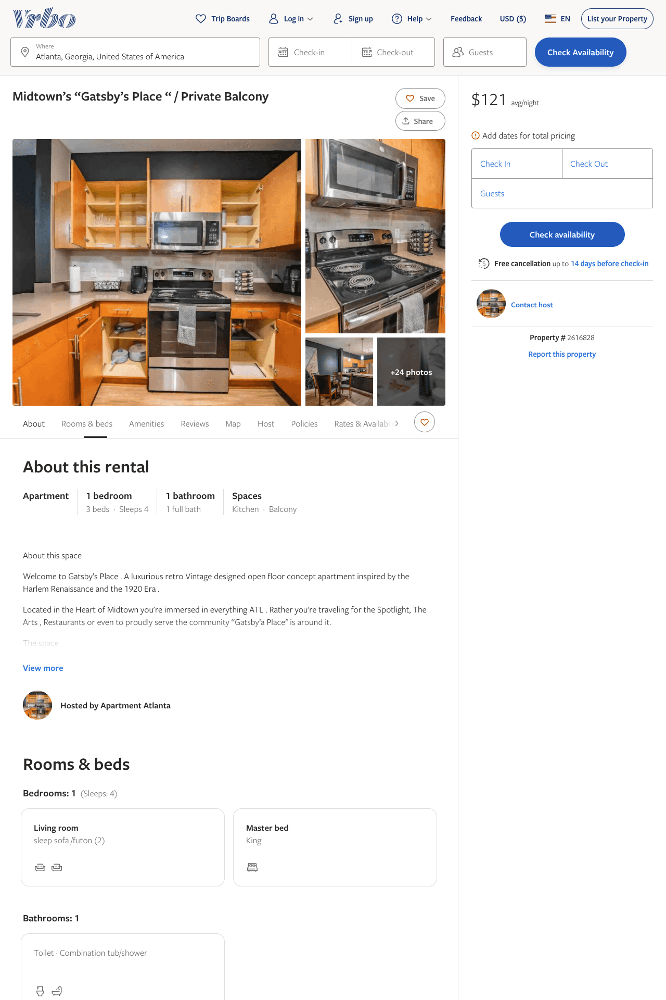 Vrbo
Trip Boards
Log in
Sign up
Help
Feedback
USD ($)
EN
List your Property
Where
Atlanta, Georgia, United States of America
Check-in
Check-out
Guests
Check Availability
Midtown’s “Gatsby’s Place “ / Private Balcony
Save
Share
+24 photos
$121 avg/night
Add dates for total pricing
Check In
Check Out
Guests
Check availability
Free cancellation up to 14 days before check-in
Contact host
Property # 2616828
Report this property
About
Rooms & beds
Amenities
Reviews
Map
Host
Policies
Rates & Availabili
About this rental
Apartment
1 bedroom
3 beds · Sleeps 4
1 bathroom
1 full bath
Spaces
Kitchen · Balcony
About this space
Welcome to Gatsby’s Place . A luxurious retro Vintage designed open floor concept apartment inspired by the
Harlem Renaissance and the 1920 Era .
Located in the Heart of Midtown you’re immersed in everything ATL . Rather you’re traveling for the Spotlight, The
Arts , Restaurants or even to proudly serve the community “Gatsby’a Place” is around it.
The space
View more
Hosted by Apartment Atlanta
Rooms & beds
Bedrooms: 1 (Sleeps: 4)
Living room
sleep sofa /futon (2)
Master bed
King
Bathrooms: 1
Toilet · Combination tub/shower